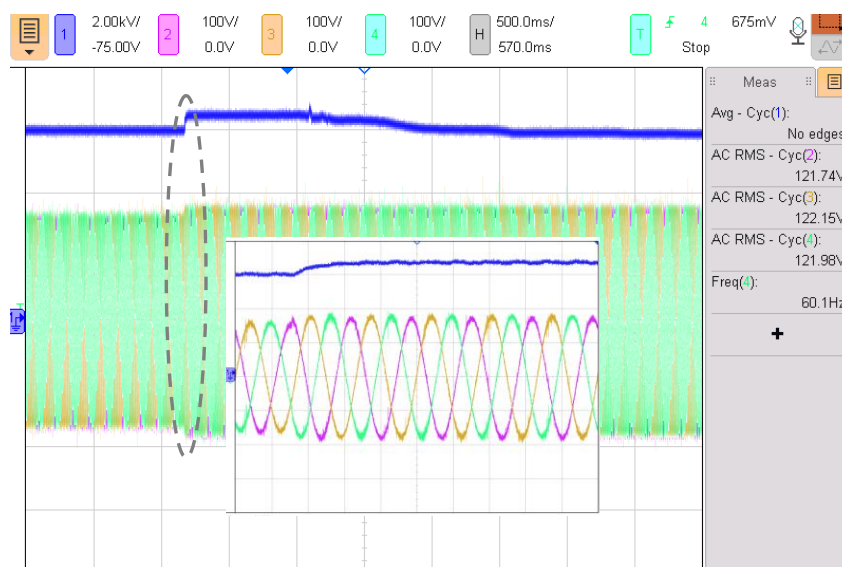 1 2.00kV/ 2 100V/ 3 100V/ 4 100V/ H 500.0ms/ T 4 675mV
-75.00V 0.0V 0.0V 0.0V 570.0ms Stop
Meas
Avg - Cyc(1):
No edges
AC RMS - Cyc(2):
121.74V
AC RMS - Cyc(3):
122.15V
AC RMS - Cyc(4):
121.98V
Freq(4):
60.1Hz
+